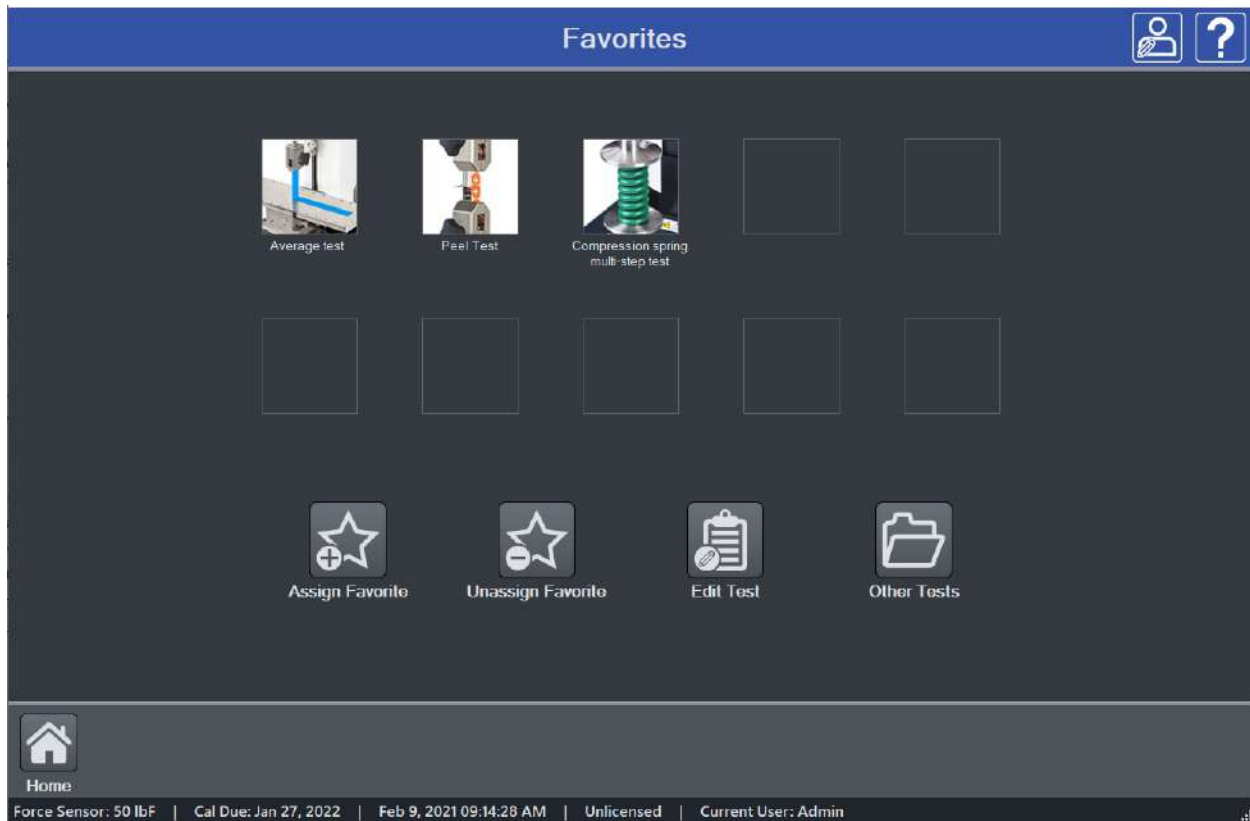 Favorites
Average test
Peel Test
Compression spring
multi-step test
Assign Favorite
Unassign Favorite
Edit Test
Other Tests
Home
Force Sensor: 50 lbF | Cal Due: Jan 27, 2022 | Feb 9, 2021 09:14:28 AM | Unlicensed | Current User: Admin